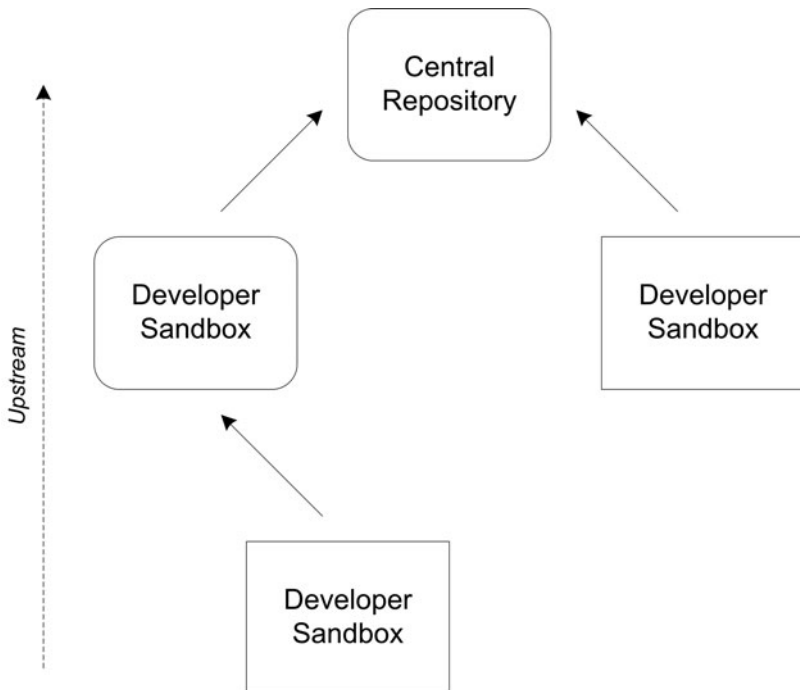 Central
Repository
Developer
Sandbox
Developer
Sandbox
Upstream
Developer
Sandbox